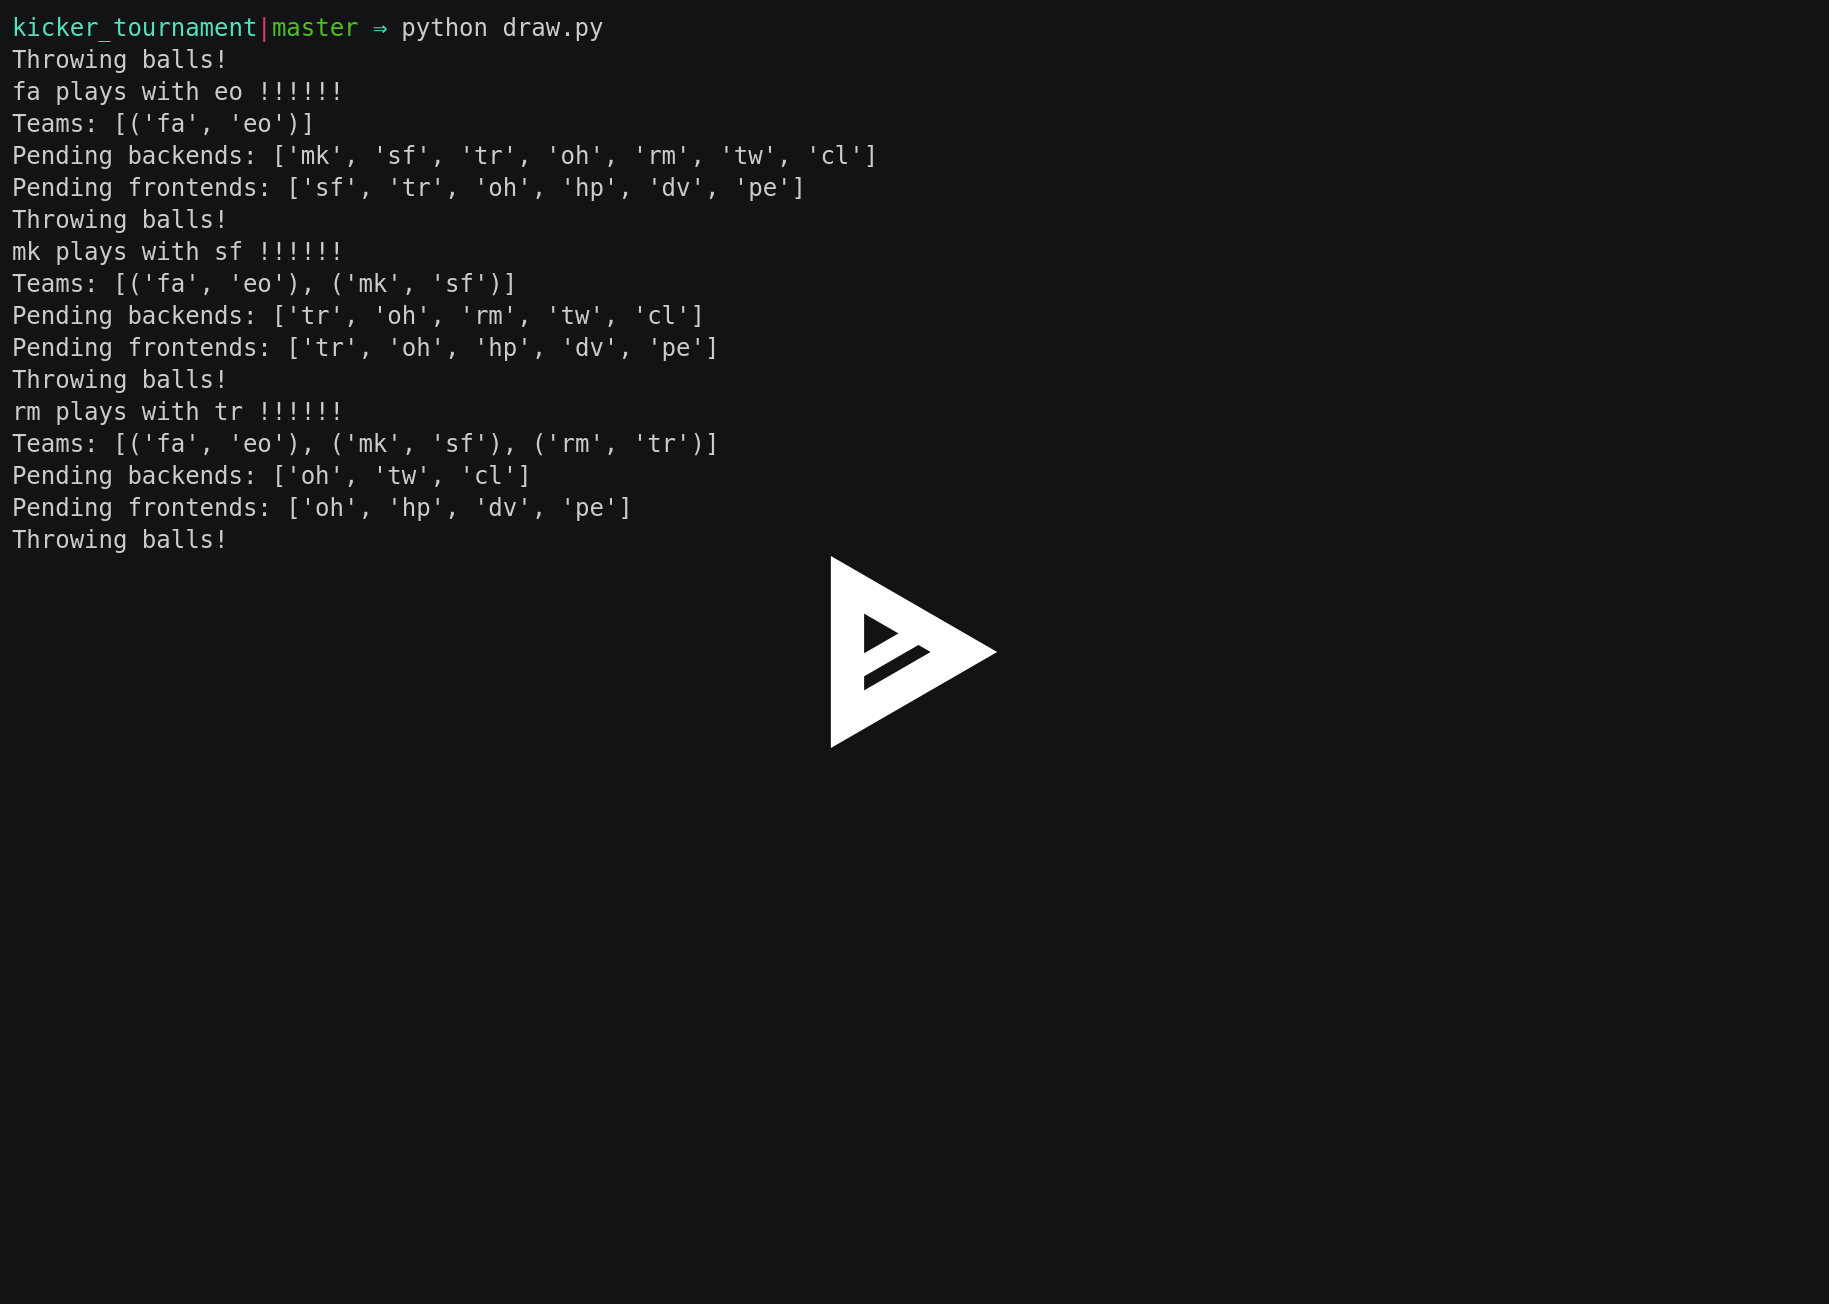 kicker_tournament|master ⇒ python draw.py
Throwing balls!
fa plays with eo !!!!!!
Teams: [('fa', 'eo')]
Pending backends: ['mk', 'sf', 'tr', 'oh', 'rm', 'tw', 'cl']
Pending frontends: ['sf', 'tr', 'oh', 'hp', 'dv', 'pe']
Throwing balls!
mk plays with sf !!!!!!
Teams: [('fa', 'eo'), ('mk', 'sf')]
Pending backends: ['tr', 'oh', 'rm', 'tw', 'cl']
Pending frontends: ['tr', 'oh', 'hp', 'dv', 'pe']
Throwing balls!
rm plays with tr !!!!!!
Teams: [('fa', 'eo'), ('mk', 'sf'), ('rm', 'tr')]
Pending backends: ['oh', 'tw', 'cl']
Pending frontends: ['oh', 'hp', 'dv', 'pe']
Throwing balls!